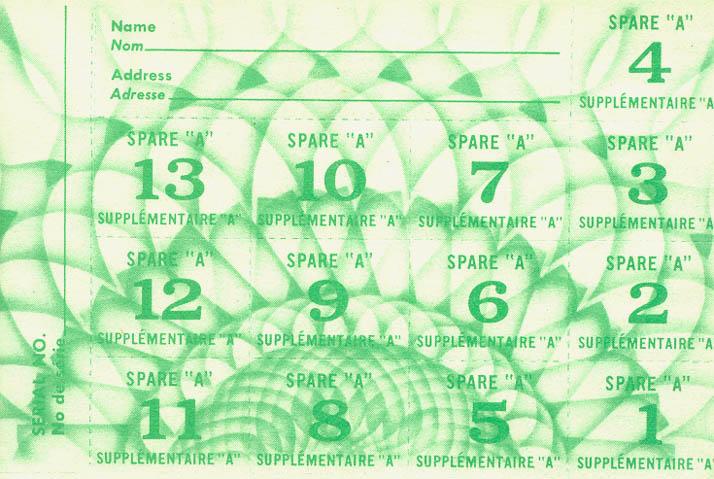 Name
Nom
Address
Adresse
SPARE "A"
4
SUPPLÉMENTAIRE "A
SPARE "A"
13
SUPPLÉMENTAIRE "A"
SPARE "A"
10
SUPPLÉMENTAIRE "A"
SPARE "A"
7
SUPPLÉMENTAIRE "A"
SPARE "A"
3
SUPPLÉMENTAIRE "A
SPARE "A"
12
SUPPLÉMENTAIRE "A"
SPARE "A"
9
SUPPLÉMENTAIRE "A"
SPARE "A"
6
SUPPLÉMENTAIRE "A"
SPARE "A"
2
SUPPLÉMENTAIRE "A
SPARE "A"
11
SUPPLÉMENTAIRE "A"
SPARE "A"
8
SUPPLÉMENTAIRE "A"
SPARE "A"
5
SUPPLÉMENTAIRE "A"
SPARE "A"
1
SUPPLÉMENTAIRE "A
SERIAL NO.
No de série